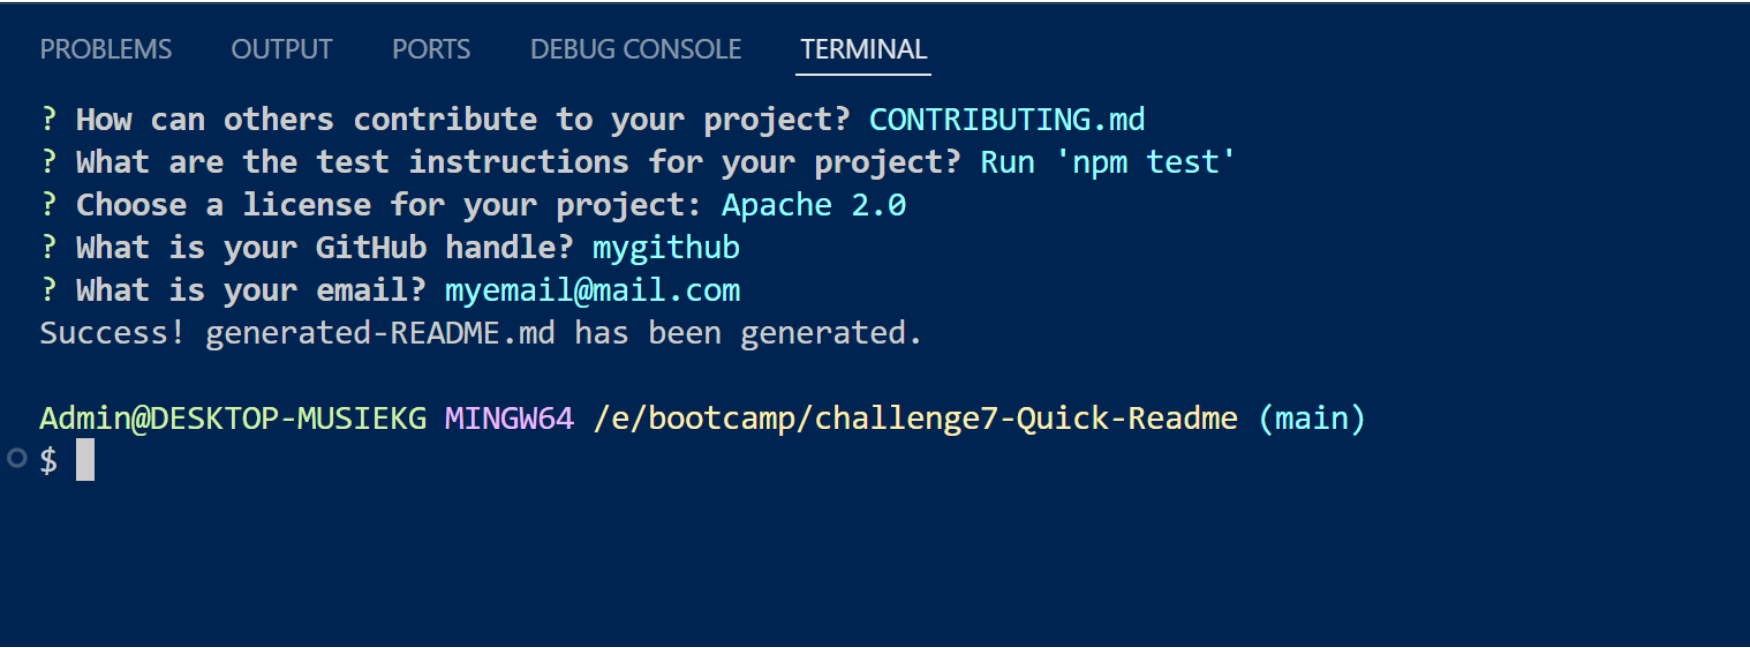 PROBLEMS OUTPUT PORTS DEBUG CONSOLE TERMINAL
? How can others contribute to your project? CONTRIBUTING.md
? What are the test instructions for your project? Run 'npm test'
? Choose a license for your project: Apache 2.0
? What is your GitHub handle? mygithub
? What is your email? myemail@mail.com
Success! generated-README.md has been generated.
Admin@DESKTOP-MUSIEKG MINGW64 /e/bootcamp/challenge7-Quick-Readme (main)
$